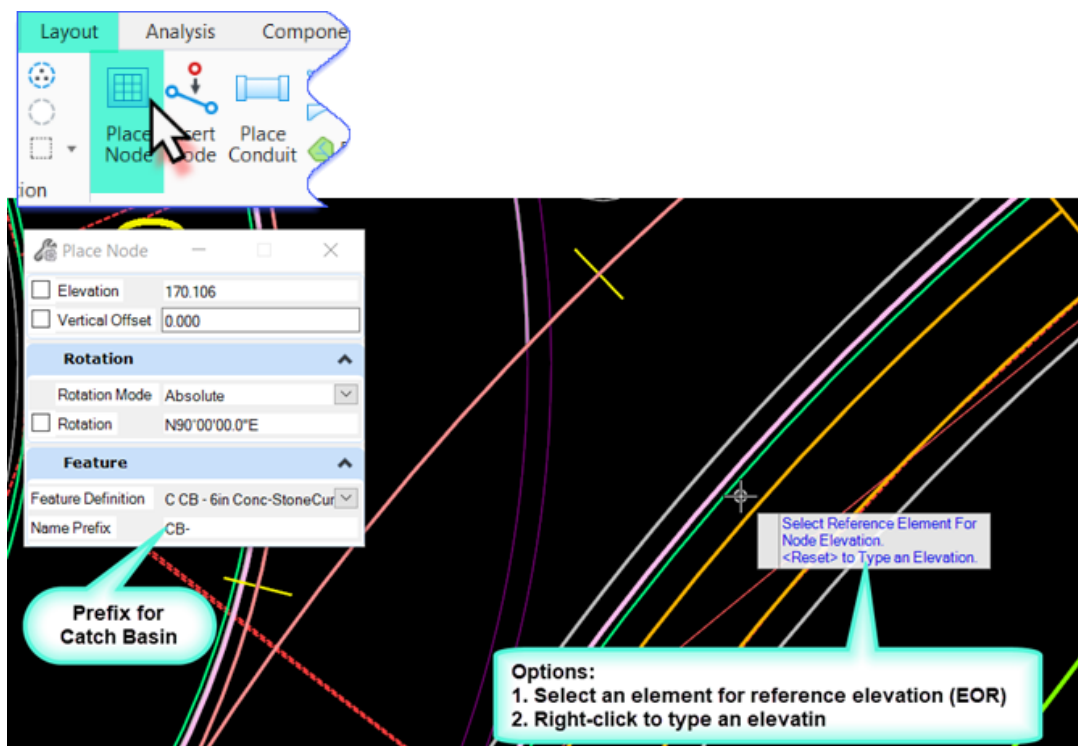 Layout Analysis Compone
Place Node
sert ode
Place Conduit
tion
Place Node
Elevation 170.106
Vertical Offset 0.000
Rotation
Rotation Mode Absolute
Rotation N90°00'00.0"E
Feature
Feature Definition C CB - 6in Conc-StoneCur
Name Prefix CB-
Prefix for
Catch Basin
Select Reference Element For
Node Elevation.
<Reset> to Type an Elevation.
Options:
1. Select an element for reference elevation (EOR)
2. Right-click to type an elevatin